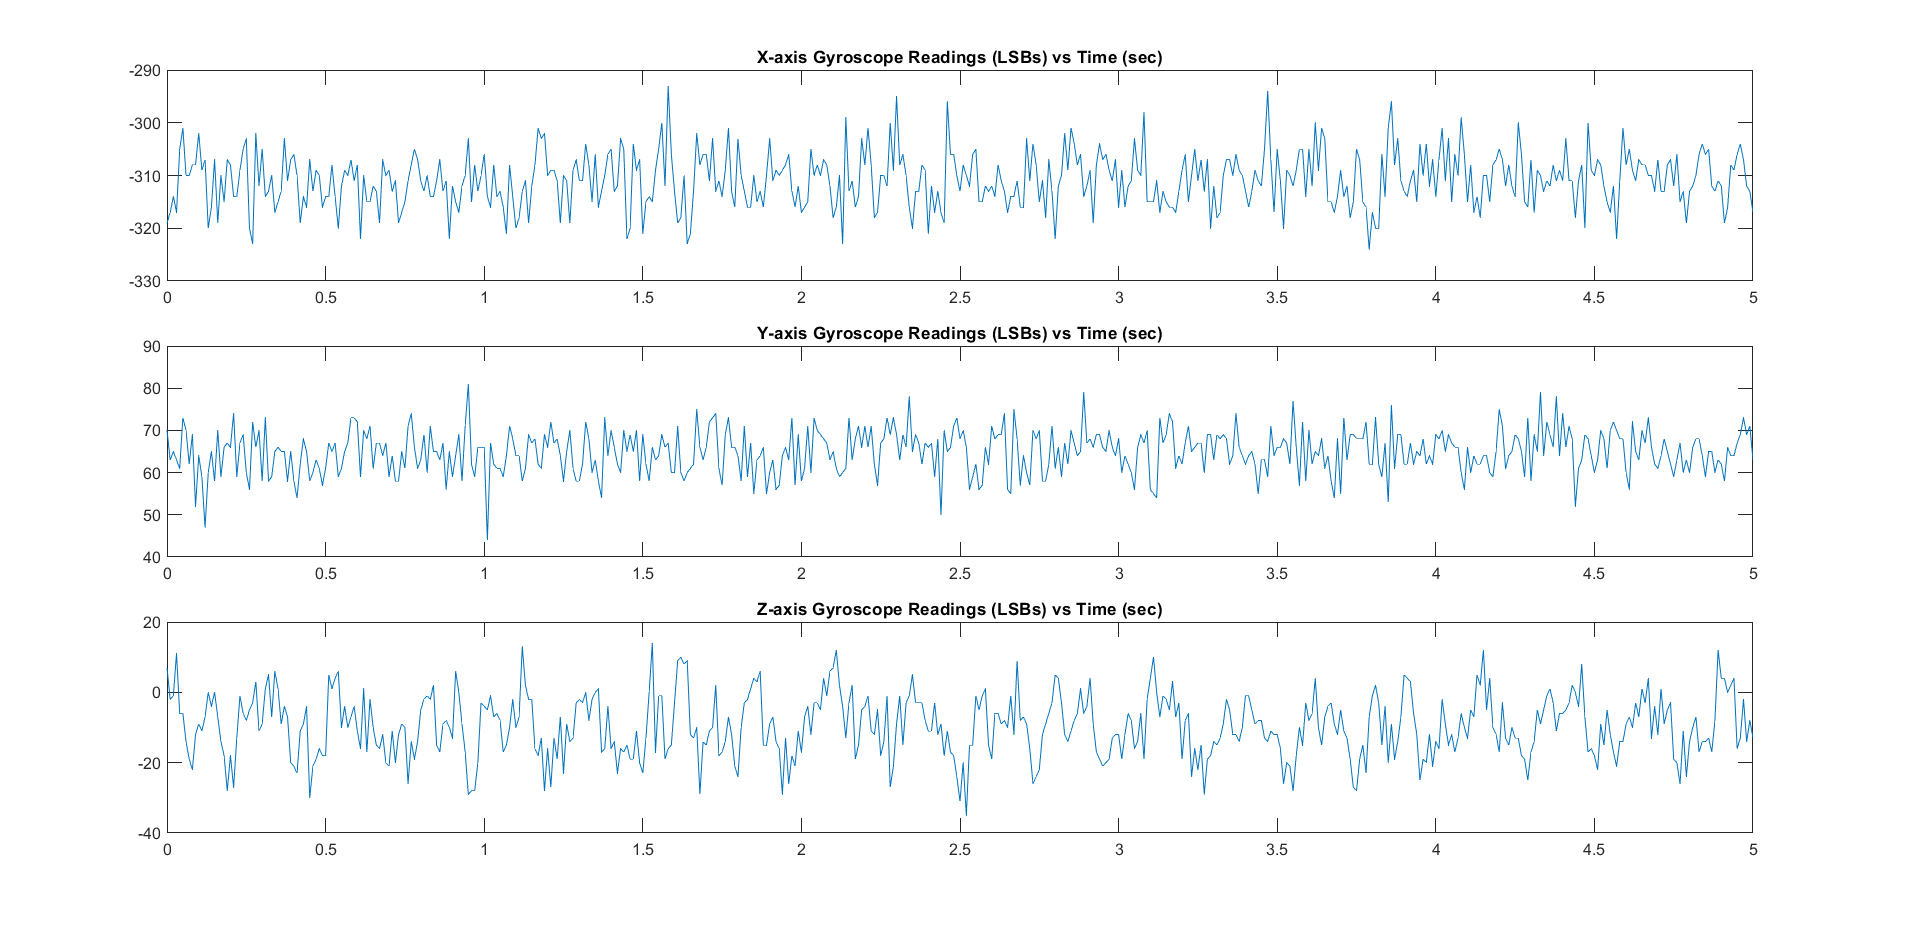 X-axis Gyroscope Readings (LSBs) vs Time (sec)
-290
-300
-310
-320
-330
0 0.5 1 1.5 2 2.5 3 3.5 4 4.5 5
Y-axis Gyroscope Readings (LSBs) vs Time (sec)
90
80
70
60
50
40
0 0.5 1 1.5 2 2.5 3 3.5 4 4.5 5
Z-axis Gyroscope Readings (LSBs) vs Time (sec)
20
0
-20
-40
0 0.5 1 1.5 2 2.5 3 3.5 4 4.5 5